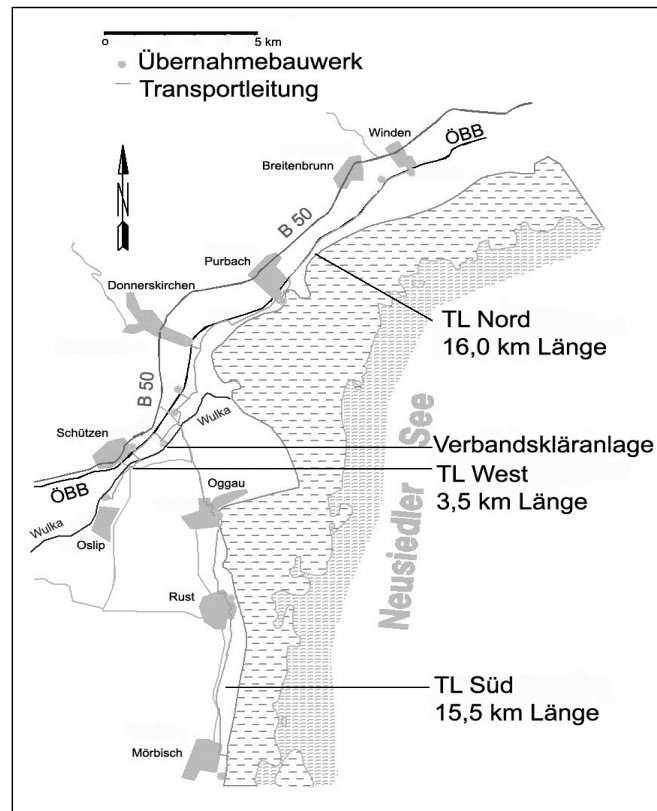 o 5 km
Übernahmebauwerk
Transportleitung
N
Winden
ÖBB
Breitenbrunn
B 50
Purbach
Donnerskirchen
TL Nord
16,0 km Länge
B 50
Wulka
Schützen
Verbandskläranlage
ÖBB
TL West
3,5 km Länge
Oggau
Wulka
Oslip
Neusiedler See
Rust
TL Süd
15,5 km Länge
Mörbisch